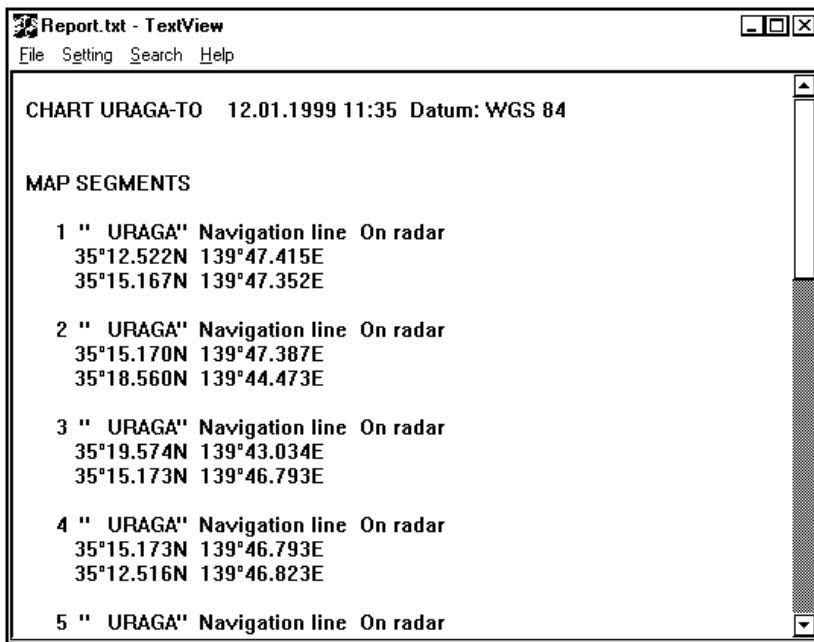 Report.txt - TextView
File Setting Search Help
CHART URAGA-TO 12.01.1999 11:35 Datum: WGS 84
MAP SEGMENTS
1 " URAGA" Navigation line On radar
35°12.522N 139°47.415E
35°15.167N 139°47.352E
2 " URAGA" Navigation line On radar
35°15.170N 139°47.387E
35°18.560N 139°44.473E
3 " URAGA" Navigation line On radar
35°19.574N 139°43.034E
35°15.173N 139°46.793E
4 " URAGA" Navigation line On radar
35°15.173N 139°46.793E
35°12.516N 139°46.823E
5 " URAGA" Navigation line On radar